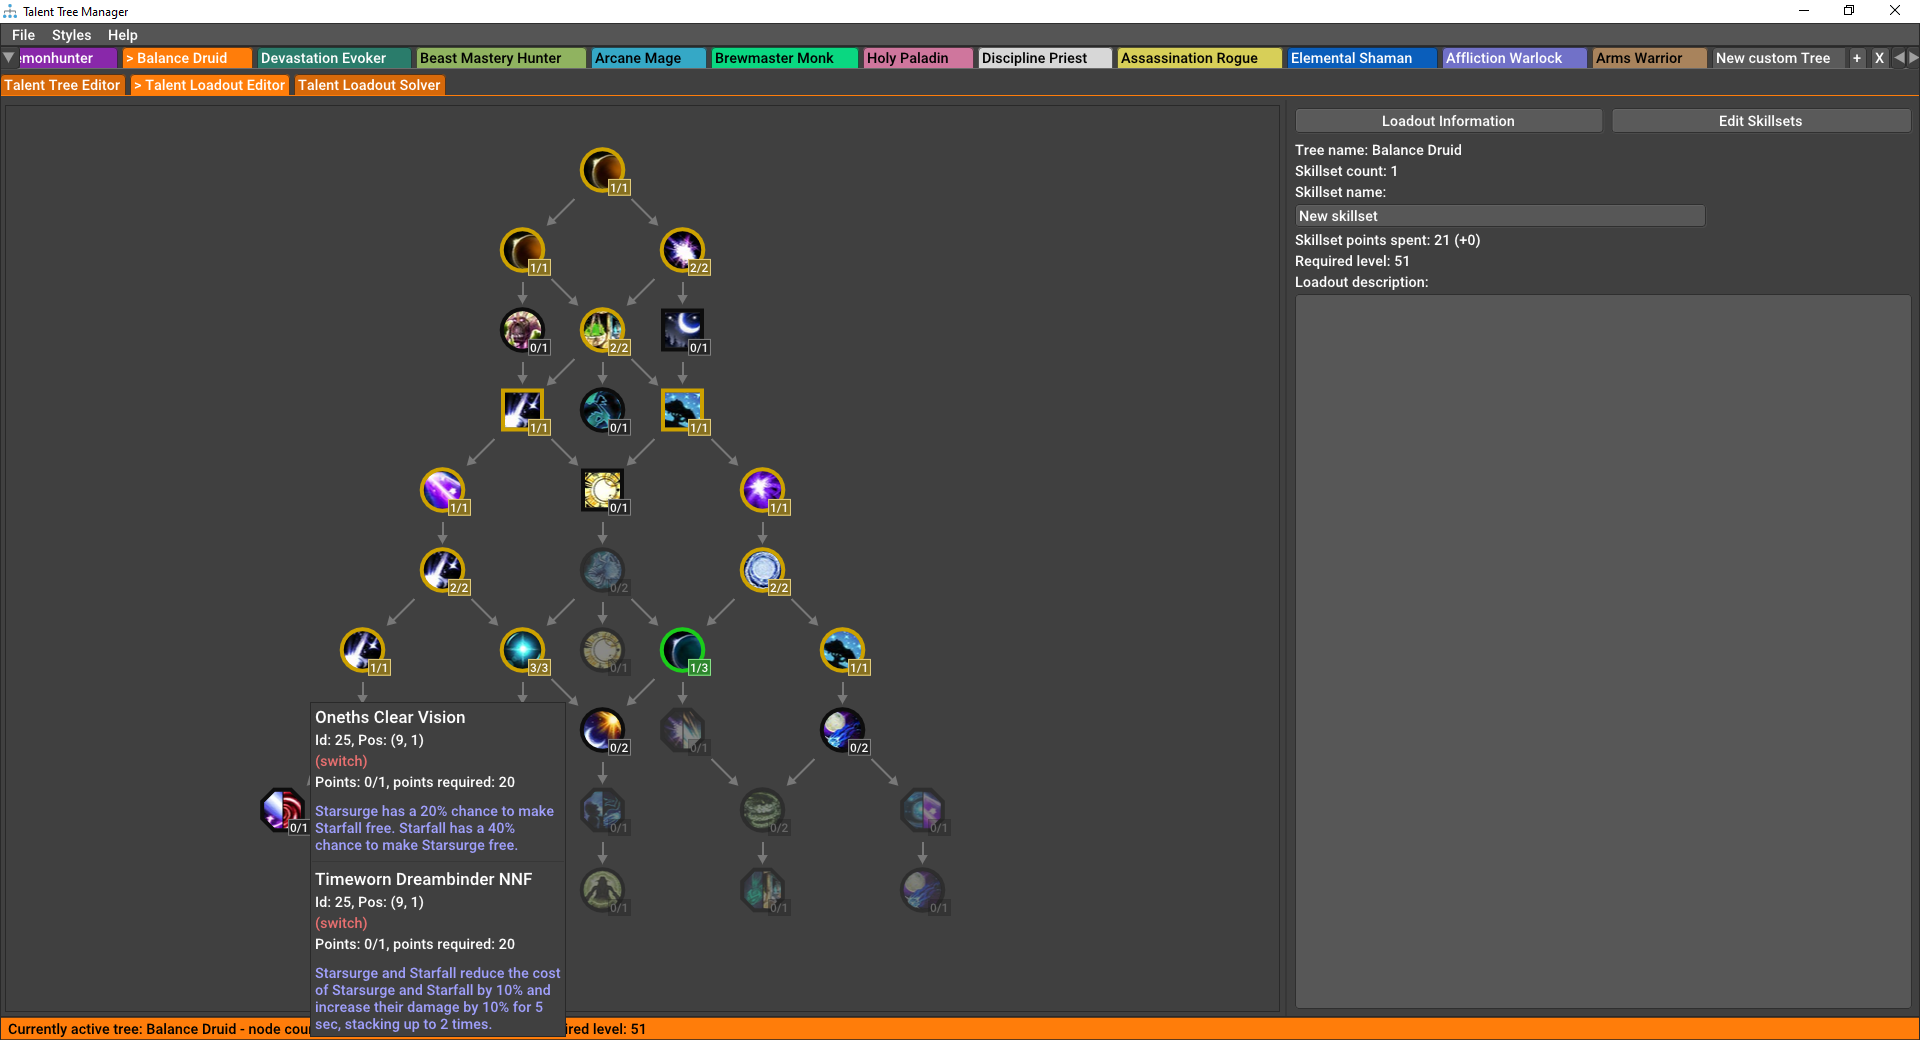 Talent Tree Manager
File Styles Help
emonhunter > Balance Druid Devastation Evoker Beast Mastery Hunter Arcane Mage Brewmaster Monk Holy Paladin Discipline Priest Assassination Rogue Elemental Shaman Affliction Warlock Arms Warrior New custom Tree + X
Talent Tree Editor > Talent Loadout Editor Talent Loadout Solver
Loadout Information Edit Skillsets
Tree name: Balance Druid
Skillset count: 1
Skillset name:
New skillset
Skillset points spent: 21 (+0)
Required level: 51
Loadout description:
1/1
1/1 2/2
0/1 2/2 0/1
1/1 0/1 1/1
1/1 0/1 1/1
2/2 0/2 2/2
1/1 3/3 0/1 1/3 1/1
0/2 0/1 0/2
0/1 0/1 0/2 0/1
0/1 0/1 0/1
Oneths Clear Vision
Id: 25, Pos: (9, 1)
(switch)
Points: 0/1, points required: 20
Starsurge has a 20% chance to make
Starfall free. Starfall has a 40%
chance to make Starsurge free.
Timeworn Dreambinder NNF
Id: 25, Pos: (9, 1)
(switch)
Points: 0/1, points required: 20
Starsurge and Starfall reduce the cost
of Starsurge and Starfall by 10% and
increase their damage by 10% for 5
sec, stacking up to 2 times.
Currently active tree: Balance Druid - node cou ired level: 51